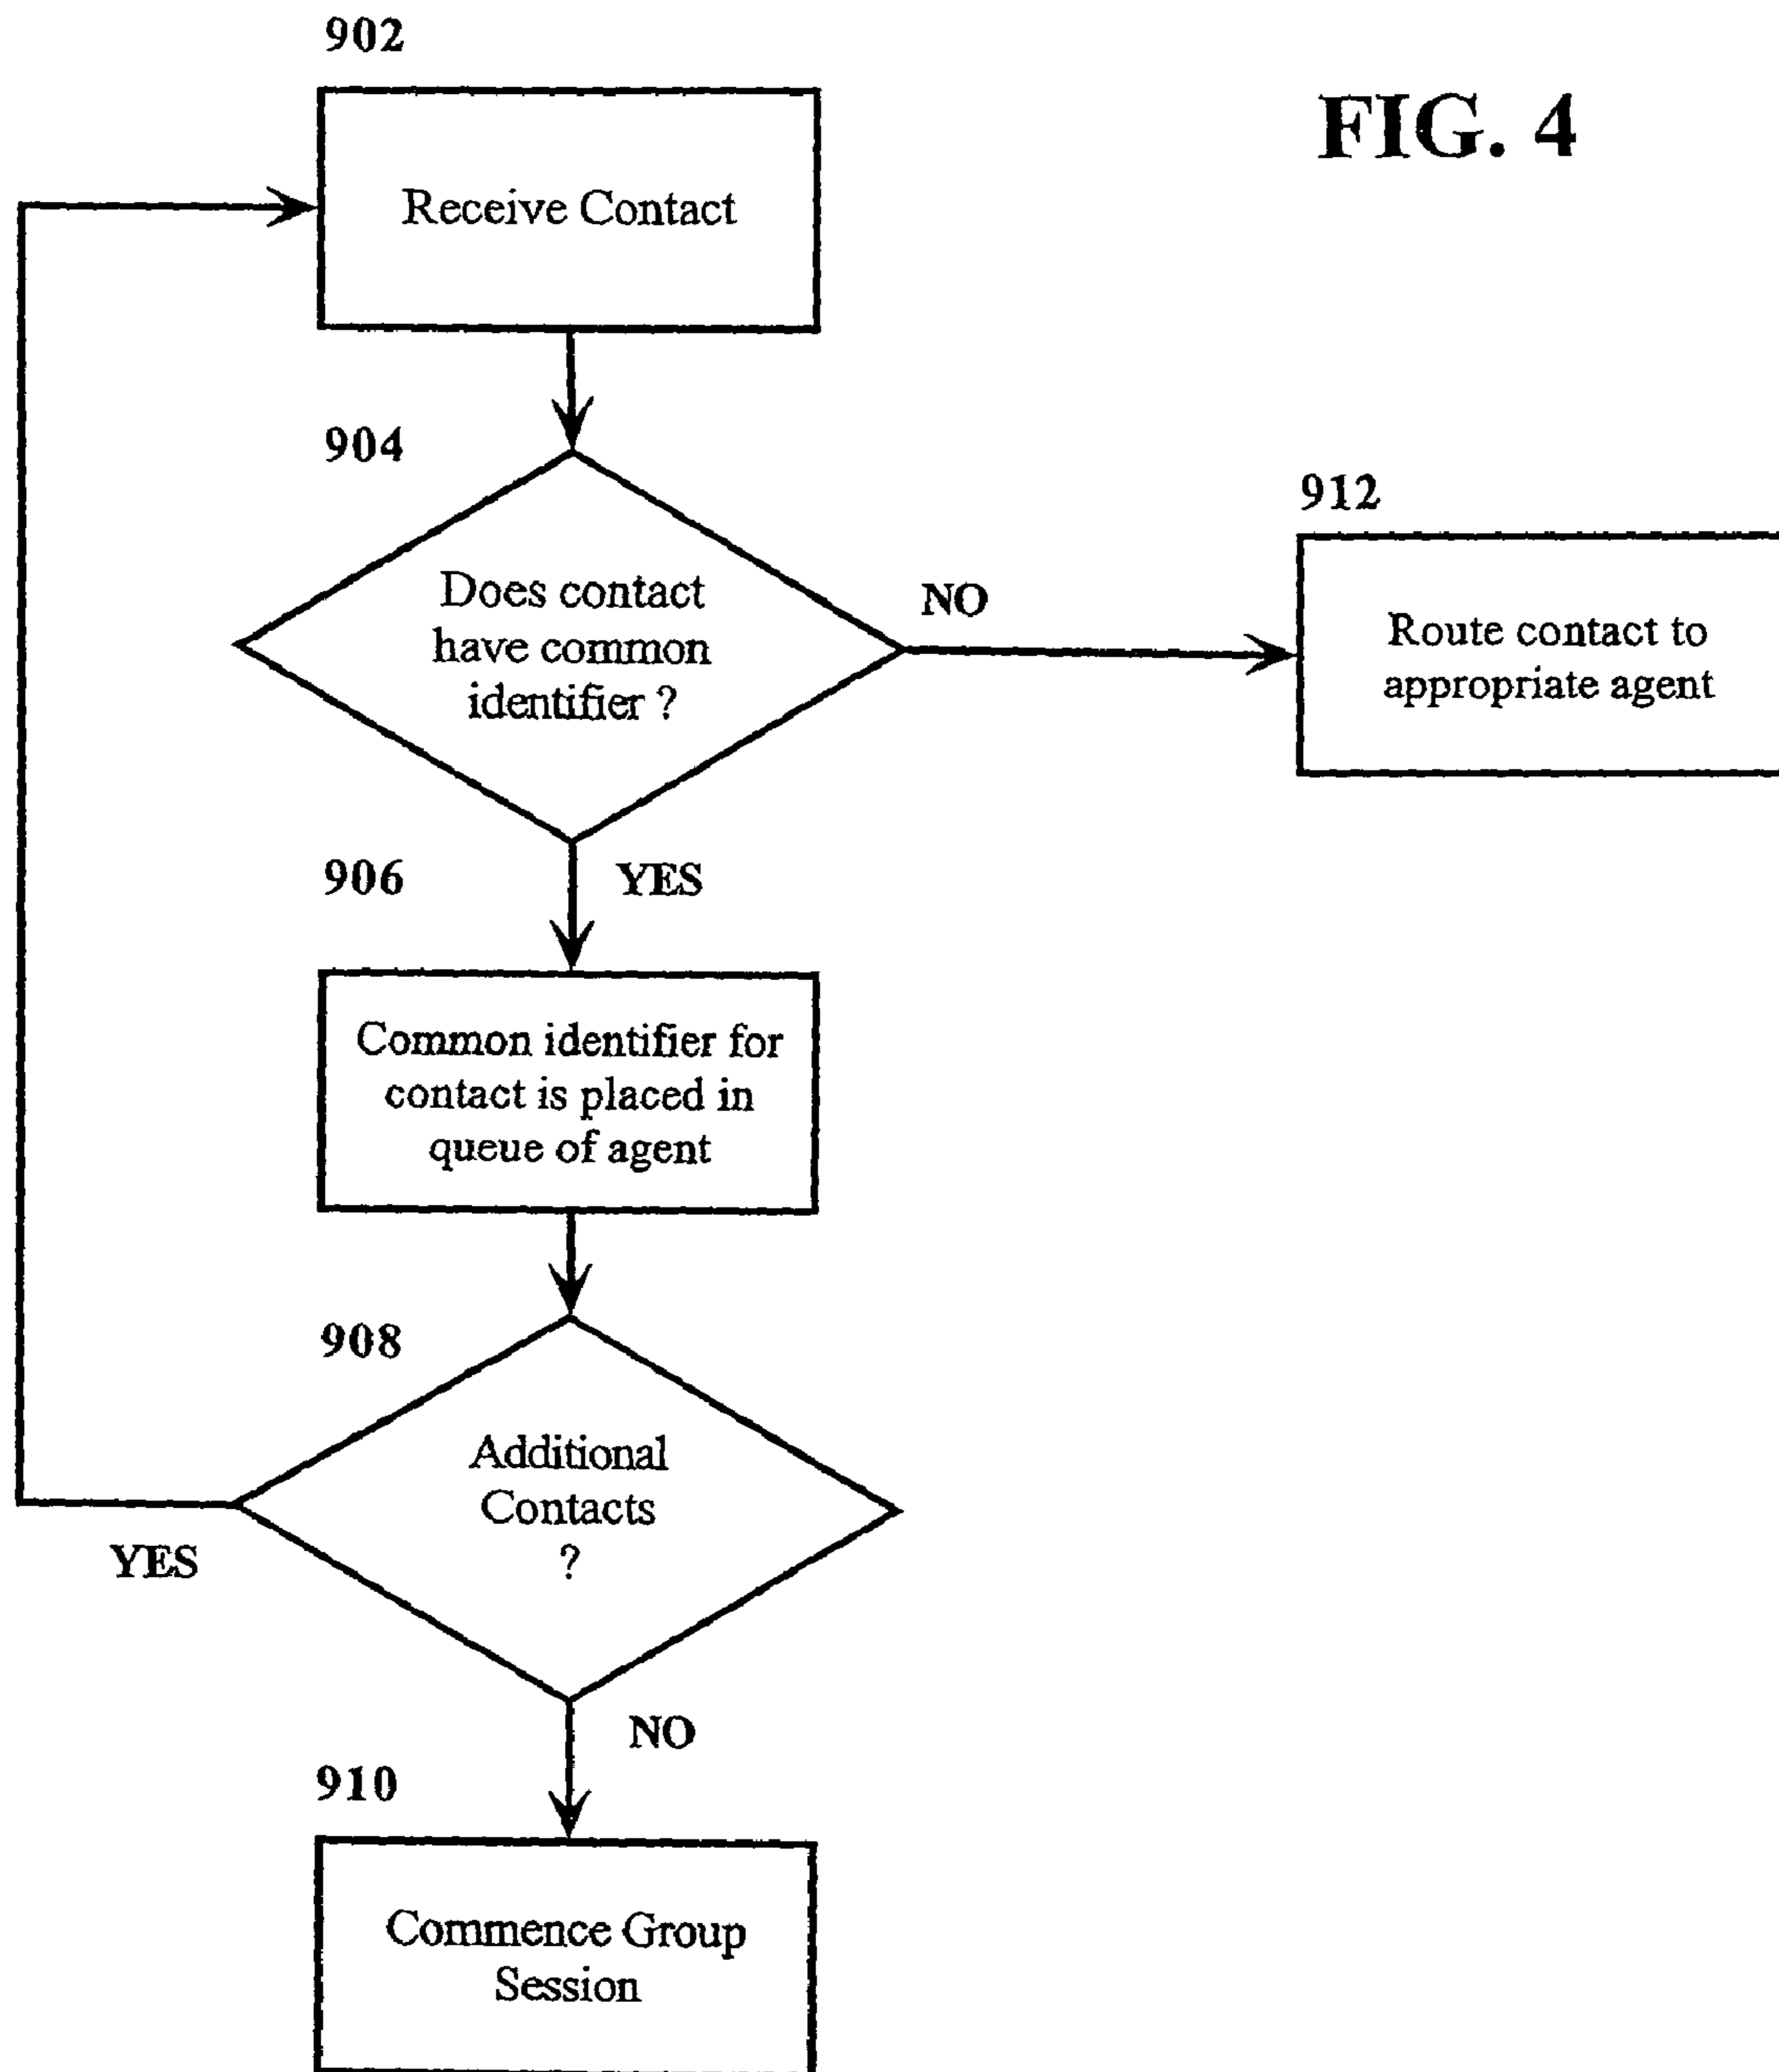 902
FIG. 4
Receive Contact
904
912
Does contact
have common
identifier ?
NO
Route contact to
appropriate agent
906
YES
Common identifier for
contact is placed in
queue of agent
908
Additional
Contacts
?
YES
NO
910
Commence Group
Session